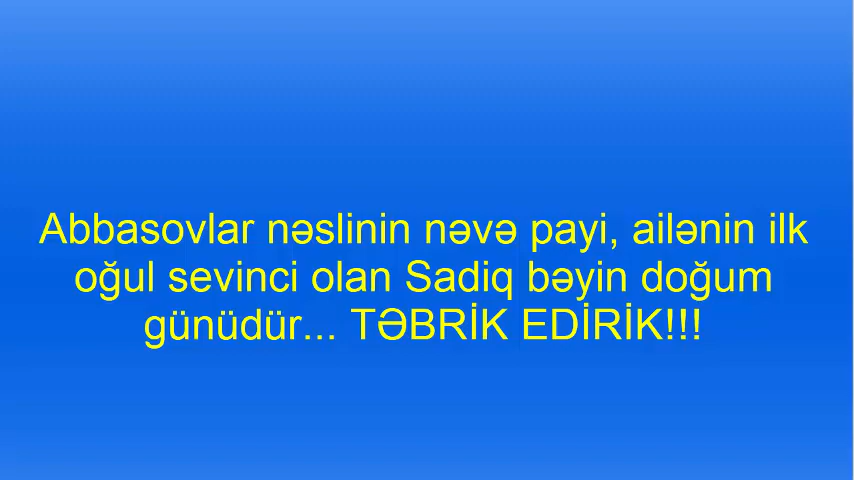 Abbasovlar nəslinin nəvə payi, ailənin ilk
oğul sevinci olan Sadiq bəyin doğum
günüdür... TƏBRİK EDİRİK!!!